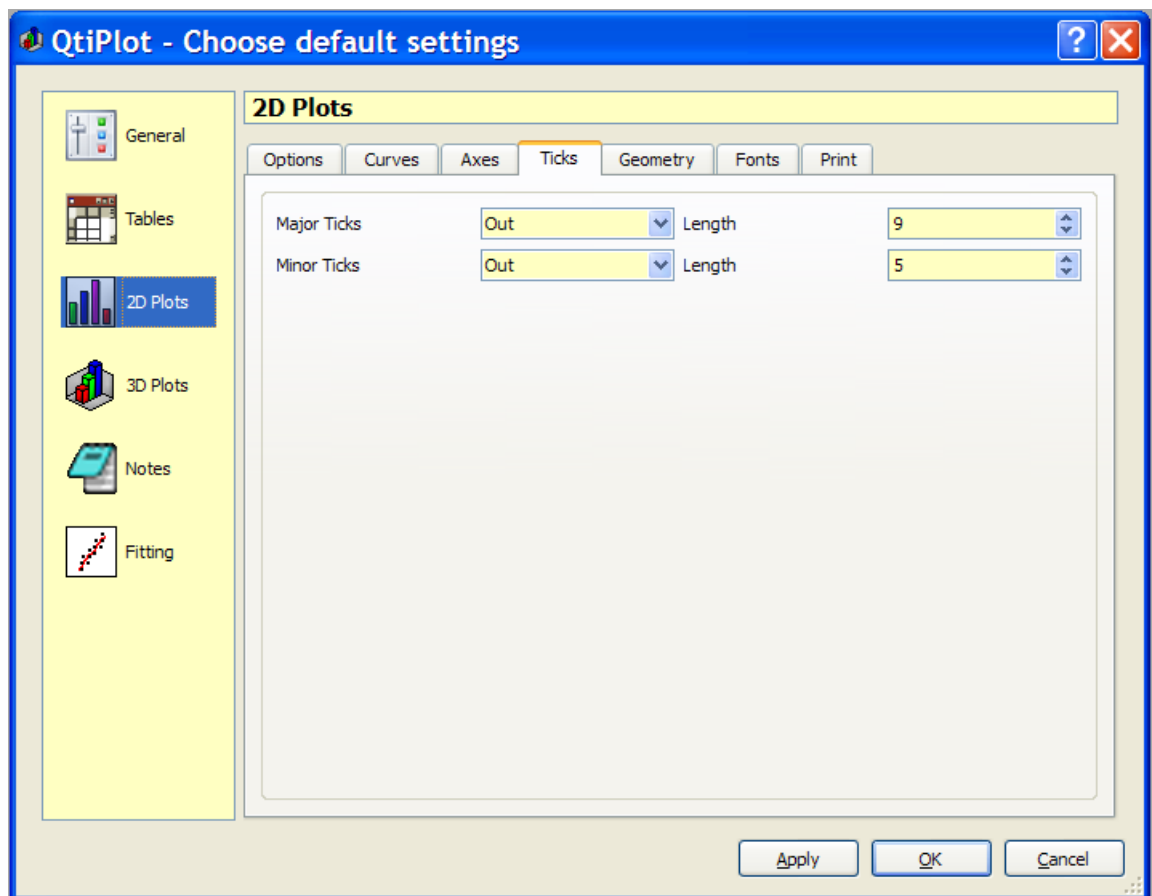 QtiPlot - Choose default settings
General
Tables
2D Plots
3D Plots
Notes
Fitting
2D Plots
Options Curves Axes Ticks Geometry Fonts Print
Major Ticks Out Length 9
Minor Ticks Out Length 5
Apply OK Cancel